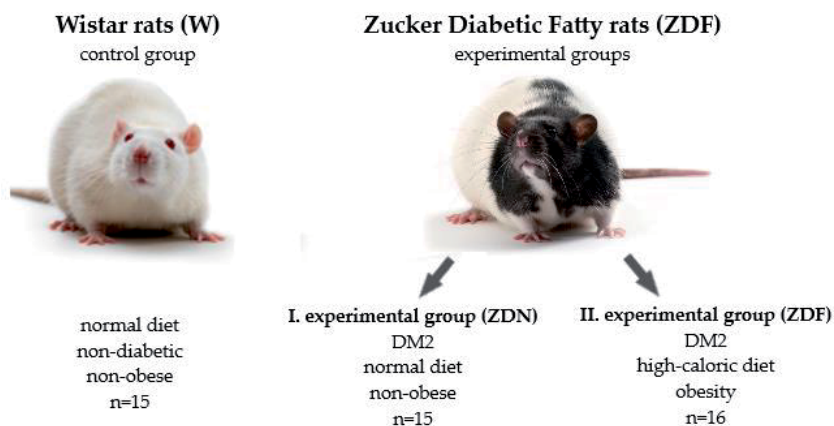 Wistar rats (W)
control group
Zucker Diabetic Fatty rats (ZDF)
experimental groups
normal diet
non-diabetic
non-obese
n=15
I. experimental group (ZDN)
DM2
normal diet
non-obese
n=15
II. experimental group (ZDF)
DM2
high-caloric diet
obesity
n=16